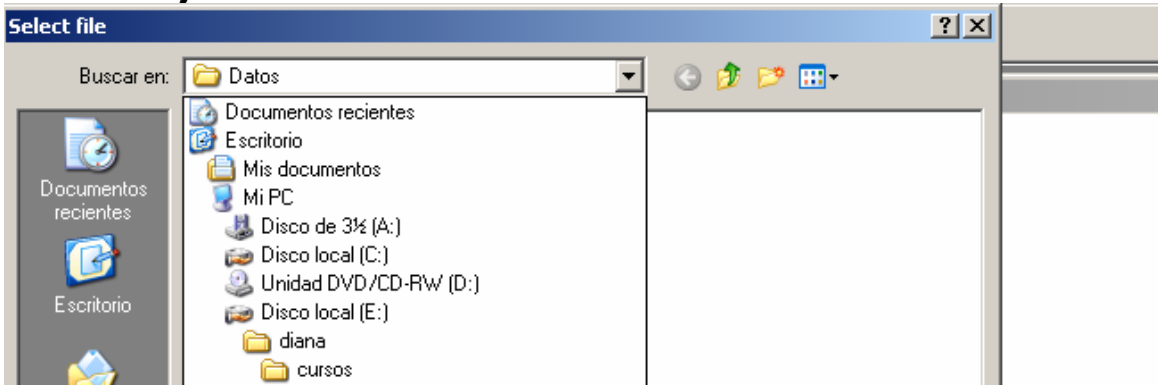 Select file
Buscar en:
Datos
Documentos recientes
Escritorio
Mis documentos
Mi PC
Disco de 3½ (A:)
Disco local (C:)
Unidad DVD/CD-RW (D:)
Disco local (E:)
diana
cursos
Documentos
recientes
Escritorio